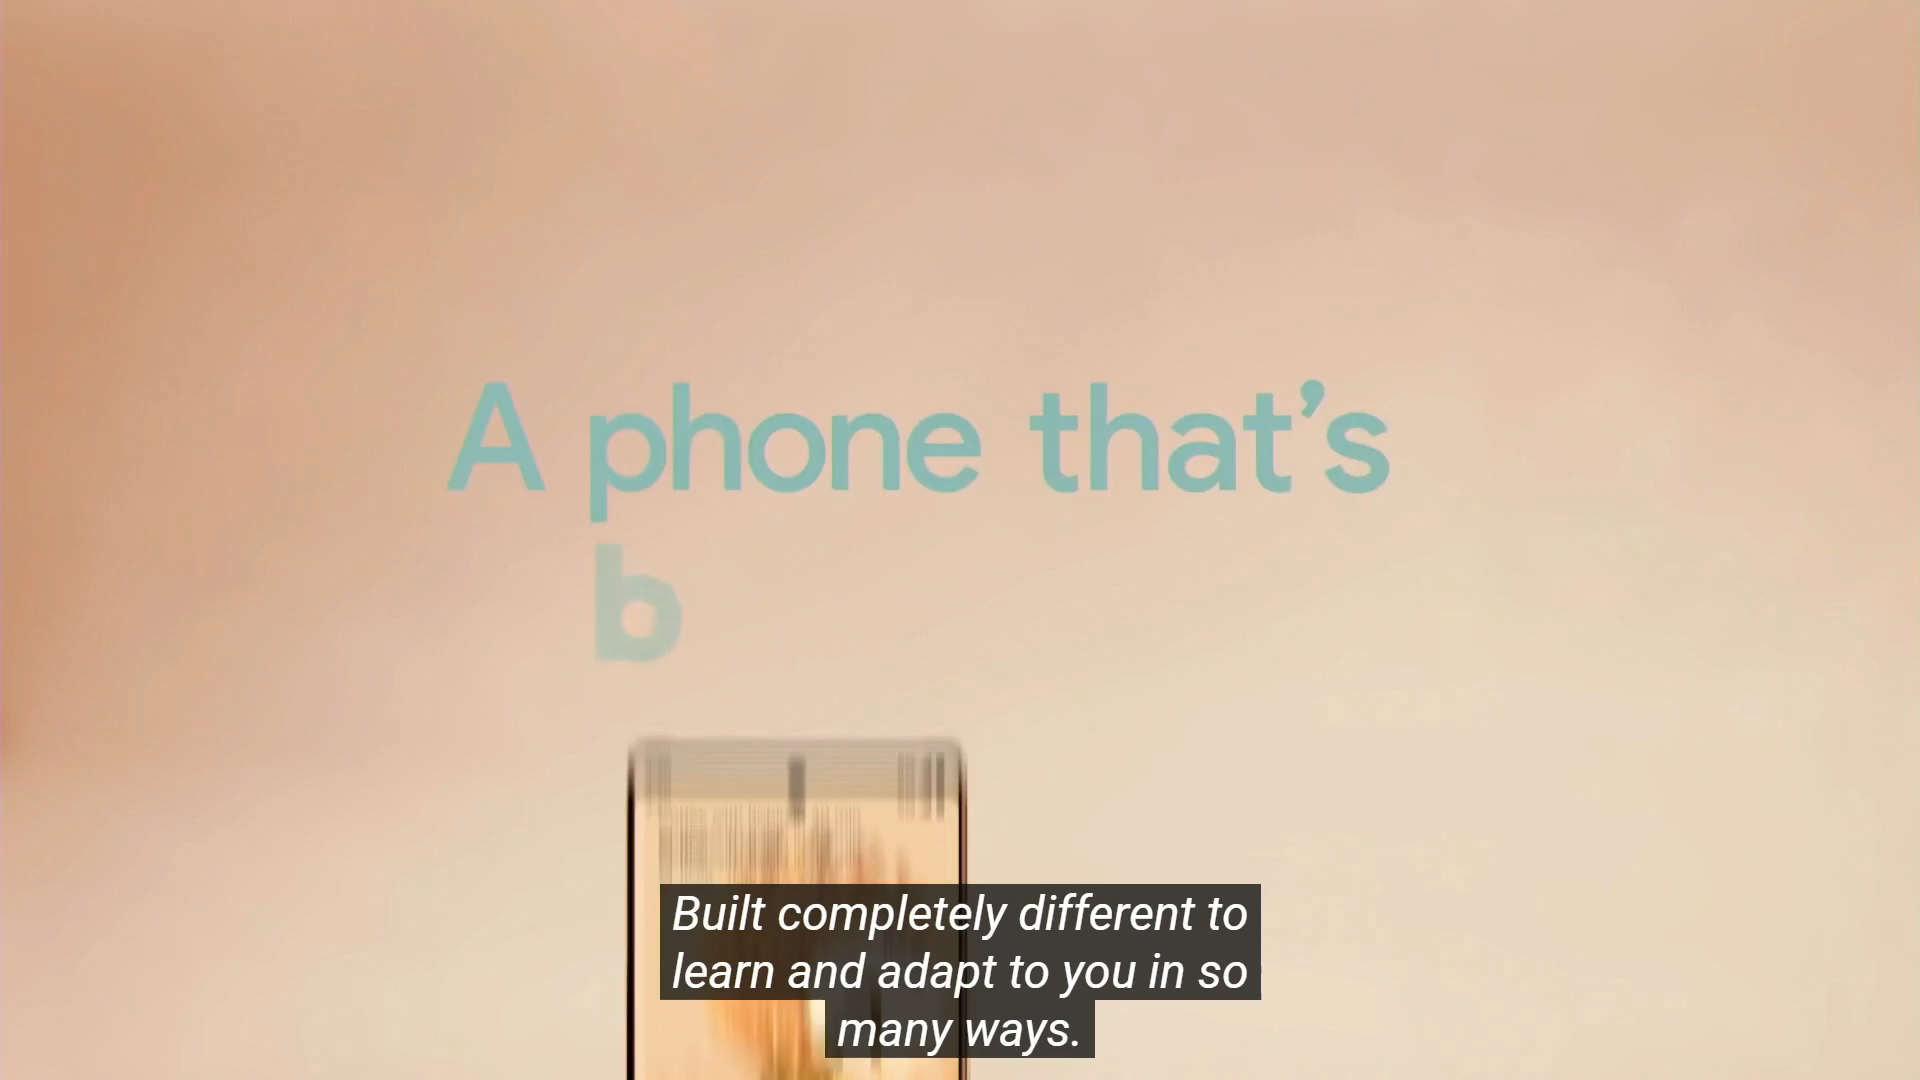 A phone that’s
b
Built completely different to
learn and adapt to you in so
many ways.